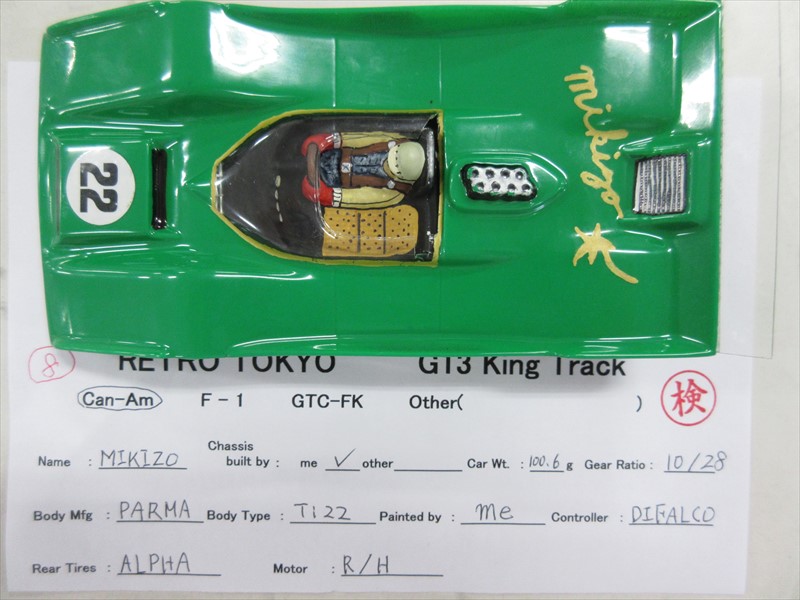 22
mikizo
8
RETRO TOKYO GT3 King Track
Can-Am F-1 GTC-FK Other( ) 検
Name : MIKIZO Chassis built by : me ✓ other Car Wt. : 100.6 g Gear Ratio : 10/28
Body Mfg : PARMA Body Type : Ti22 Painted by : me Controller : DIFALCO
Rear Tires : ALPHA Motor : R/H